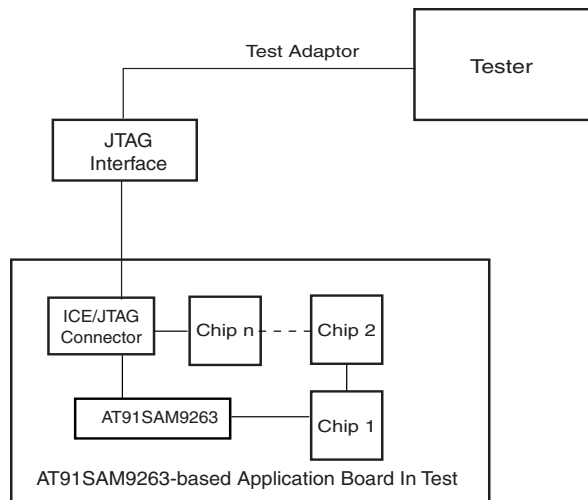 Test Adaptor
Tester
JTAG
Interface
ICE/JTAG
Connector
Chip n
Chip 2
AT91SAM9263
Chip 1
AT91SAM9263-based Application Board In Test